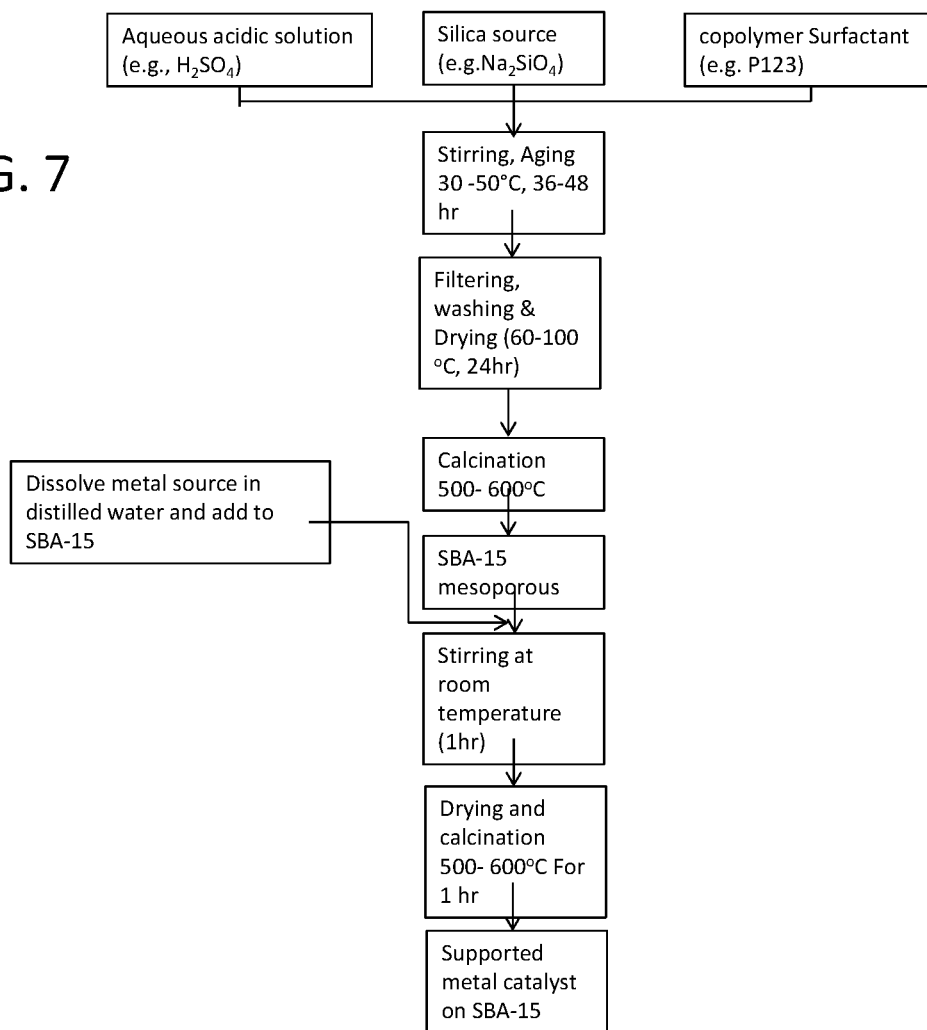 Aqueous acidic solution
(e.g., H₂SO₄)
Silica source
(e.g.Na₂SiO₄)
copolymer Surfactant
(e.g. P123)
G. 7
Stirring, Aging
30 -50°C, 36-48
hr
Filtering,
washing &
Drying (60-100
°C, 24hr)
Calcination
500- 600°C
Dissolve metal source in
distilled water and add to
SBA-15
SBA-15
mesoporous
Stirring at
room
temperature
(1hr)
Drying and
calcination
500- 600°C For
1 hr
Supported
metal catalyst
on SBA-15